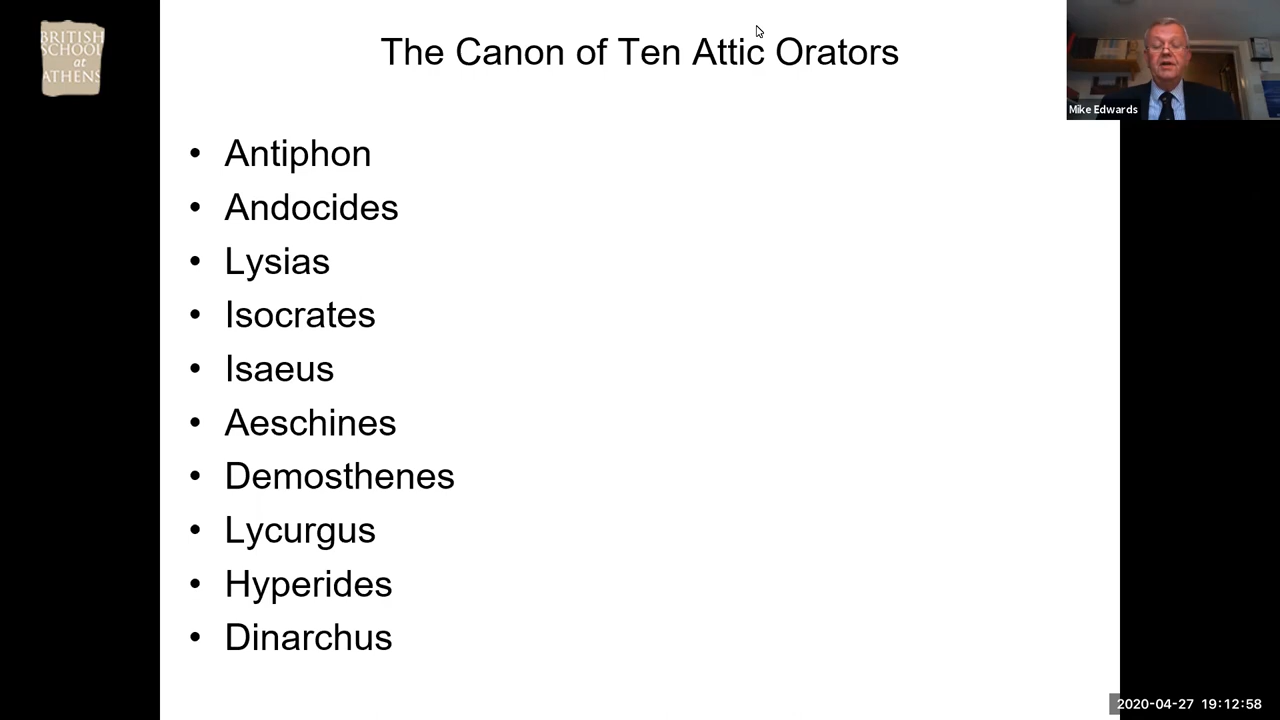 BRITISH
SCHOOL
at
ATHENS
The Canon of Ten Attic Orators
Mike Edwards
• Antiphon
• Andocides
• Lysias
• Isocrates
• Isaeus
• Aeschines
• Demosthenes
• Lycurgus
• Hyperides
• Dinarchus
2020-04-27 19:12:58